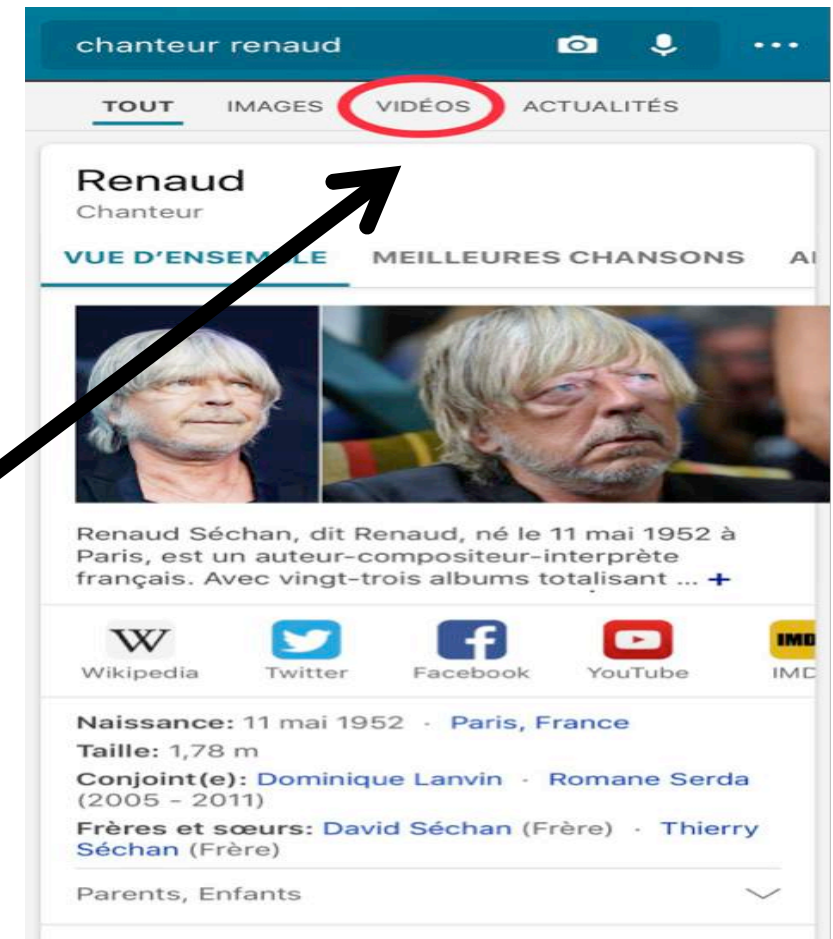 chanteur renaud
TOUT IMAGES VIDÉOS ACTUALITÉS
Renaud
Chanteur
VUE D'ENSEMBLE MEILLEURES CHANSONS
Renaud Séchan, dit Renaud, né le 11 mai 1952 à
Paris, est un auteur-compositeur-interprète
français. Avec vingt-trois albums totalisant ... +
W
f
IMD
Wikipedia Twitter Facebook YouTube IMD
Naissance: 11 mai 1952 · Paris, France
Taille: 1,78 m
Conjoint(e): Dominique Lanvin · Romane Serda
(2005 - 2011)
Frères et sœurs: David Séchan (Frère) · Thierry
Séchan (Frère)
Parents, Enfants